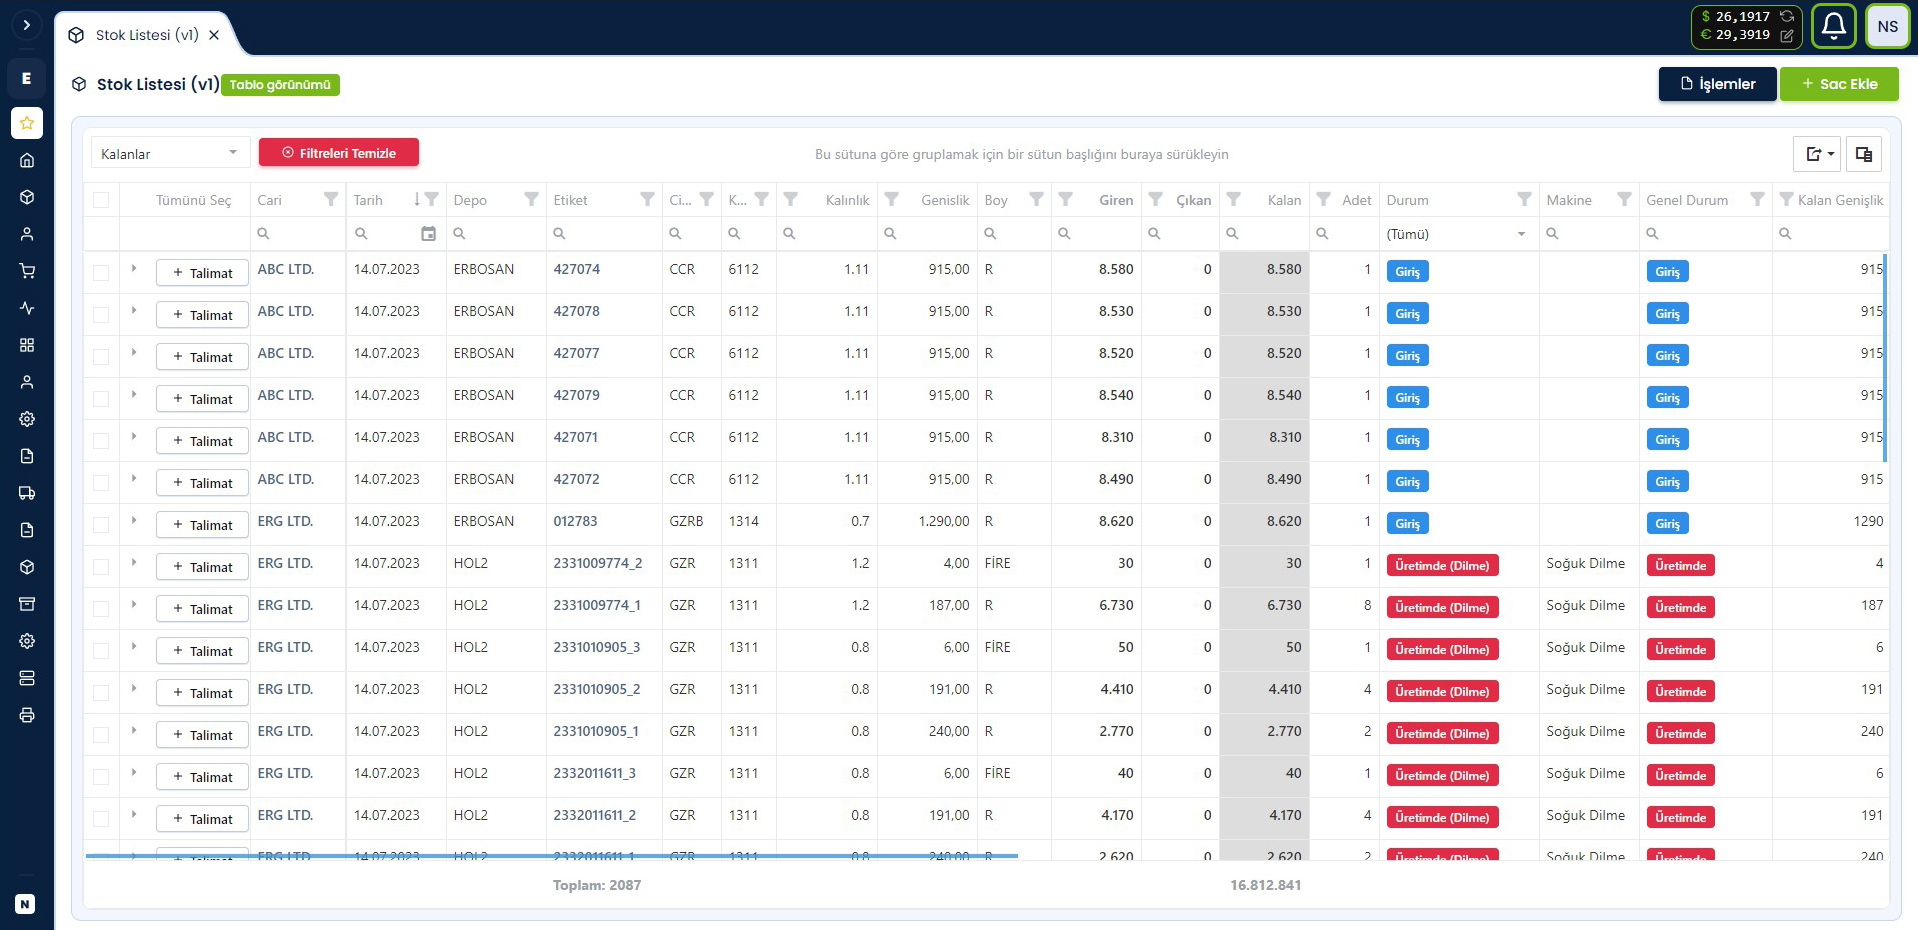 Stok Listesi (v1)
$ 26,1917
€ 29,3919
NS
E
Stok Listesi (v1) Tablo görünümü
İşlemler
+ Sac Ekle
Kalanlar
Filtreleri Temizle
Bu sütuna göre gruplamak için bir sütun başlığını buraya sürükleyin
Tümünü Seç Cari Tarih Depo Etiket Ci... K... Kalınlık Genislik Boy Giren Çıkan Kalan Adet Durum Makine Genel Durum Kalan Genişlik
(Tümü)
+ Talimat ABC LTD. 14.07.2023 ERBOSAN 427074 CCR 6112 1.11 915,00 R 8.580 0 8.580 1 Giriş Giriş 915
+ Talimat ABC LTD. 14.07.2023 ERBOSAN 427078 CCR 6112 1.11 915,00 R 8.530 0 8.530 1 Giriş Giriş 915
+ Talimat ABC LTD. 14.07.2023 ERBOSAN 427077 CCR 6112 1.11 915,00 R 8.520 0 8.520 1 Giriş Giriş 915
+ Talimat ABC LTD. 14.07.2023 ERBOSAN 427079 CCR 6112 1.11 915,00 R 8.540 0 8.540 1 Giriş Giriş 915
+ Talimat ABC LTD. 14.07.2023 ERBOSAN 427071 CCR 6112 1.11 915,00 R 8.310 0 8.310 1 Giriş Giriş 915
+ Talimat ABC LTD. 14.07.2023 ERBOSAN 427072 CCR 6112 1.11 915,00 R 8.490 0 8.490 1 Giriş Giriş 915
+ Talimat ERG LTD. 14.07.2023 ERBOSAN 012783 GZRB 1314 0.7 1.290,00 R 8.620 0 8.620 1 Giriş Giriş 1290
+ Talimat ERG LTD. 14.07.2023 HOL2 2331009774_2 GZR 1311 1.2 4,00 FİRE 30 0 30 1 Üretimde (Dilme) Soğuk Dilme Üretimde 4
+ Talimat ERG LTD. 14.07.2023 HOL2 2331009774_1 GZR 1311 1.2 187,00 R 6.730 0 6.730 8 Üretimde (Dilme) Soğuk Dilme Üretimde 187
+ Talimat ERG LTD. 14.07.2023 HOL2 2331010905_3 GZR 1311 0.8 6,00 FİRE 50 0 50 1 Üretimde (Dilme) Soğuk Dilme Üretimde 6
+ Talimat ERG LTD. 14.07.2023 HOL2 2331010905_2 GZR 1311 0.8 191,00 R 4.410 0 4.410 4 Üretimde (Dilme) Soğuk Dilme Üretimde 191
+ Talimat ERG LTD. 14.07.2023 HOL2 2331010905_1 GZR 1311 0.8 240,00 R 2.770 0 2.770 2 Üretimde (Dilme) Soğuk Dilme Üretimde 240
+ Talimat ERG LTD. 14.07.2023 HOL2 2332011611_3 GZR 1311 0.8 6,00 FİRE 40 0 40 1 Üretimde (Dilme) Soğuk Dilme Üretimde 6
+ Talimat ERG LTD. 14.07.2023 HOL2 2332011611_2 GZR 1311 0.8 191,00 R 4.170 0 4.170 4 Üretimde (Dilme) Soğuk Dilme Üretimde 191
+ Talimat ERG LTD. 14.07.2023 HOL2 2332011611_1 GZR 1311 0.8 240,00 R 2.620 0 2.620 2 Üretimde (Dilme) Soğuk Dilme Üretimde 240
Toplam: 2087 16.812.841
N